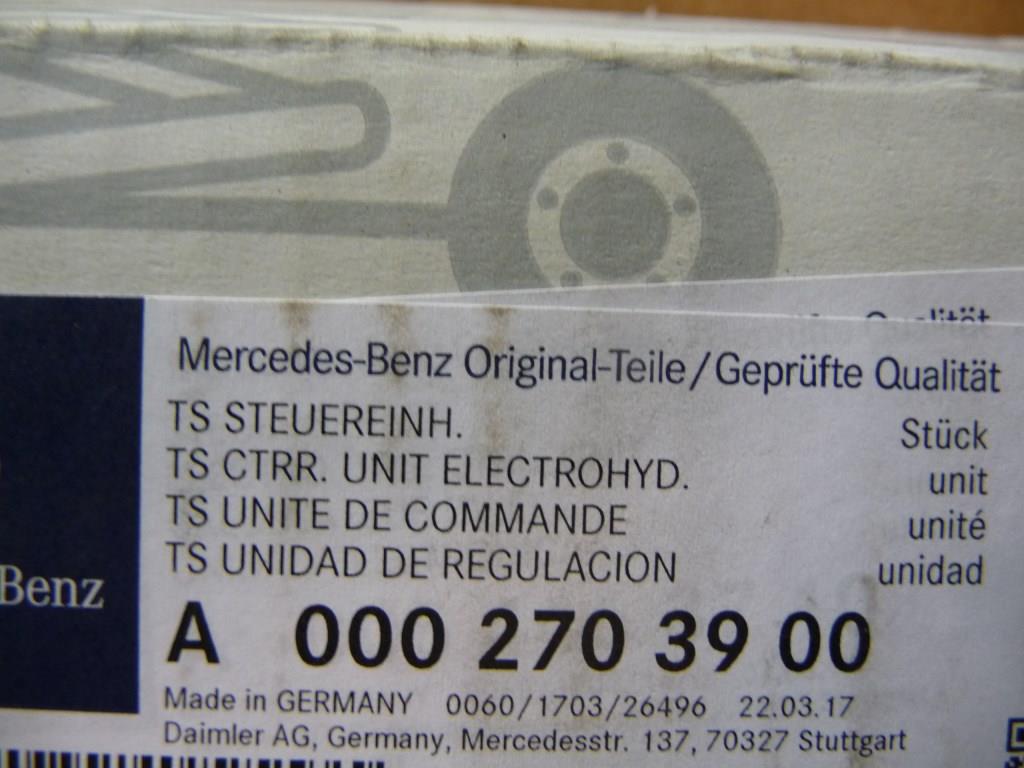 Qualität
Mercedes-Benz Original-Teile/Geprüfte Qualität
TS STEUEREINH. Stück
TS CTRR. UNIT ELECTROHYD. unit
TS UNITE DE COMMANDE unité
TS UNIDAD DE REGULACION unidad
Benz
A 000 270 39 00
Made in GERMANY 0060/1703/26496 22.03.17
Daimler AG, Germany, Mercedesstr. 137, 70327 Stuttgart